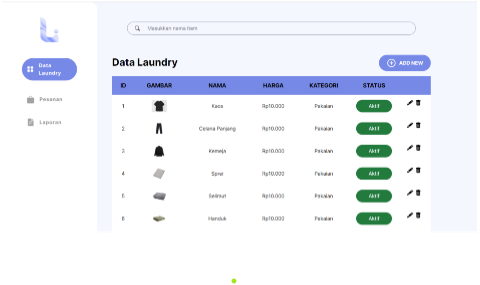 Masukkan nama item
Data Laundry
ADD NEW
Data
Laundry
Pesanan
Laporan
ID GAMBAR NAMA HARGA KATEGORI STATUS
1 Kaos Rp10.000 Pakaian Aktif
2 Celana Panjang Rp10.000 Pakaian Aktif
3 Kemeja Rp10.000 Pakaian Aktif
4 Sprei Rp10.000 Pakaian Aktif
5 Selimut Rp10.000 Pakaian Aktif
6 Handuk Rp10.000 Pakaian Aktif